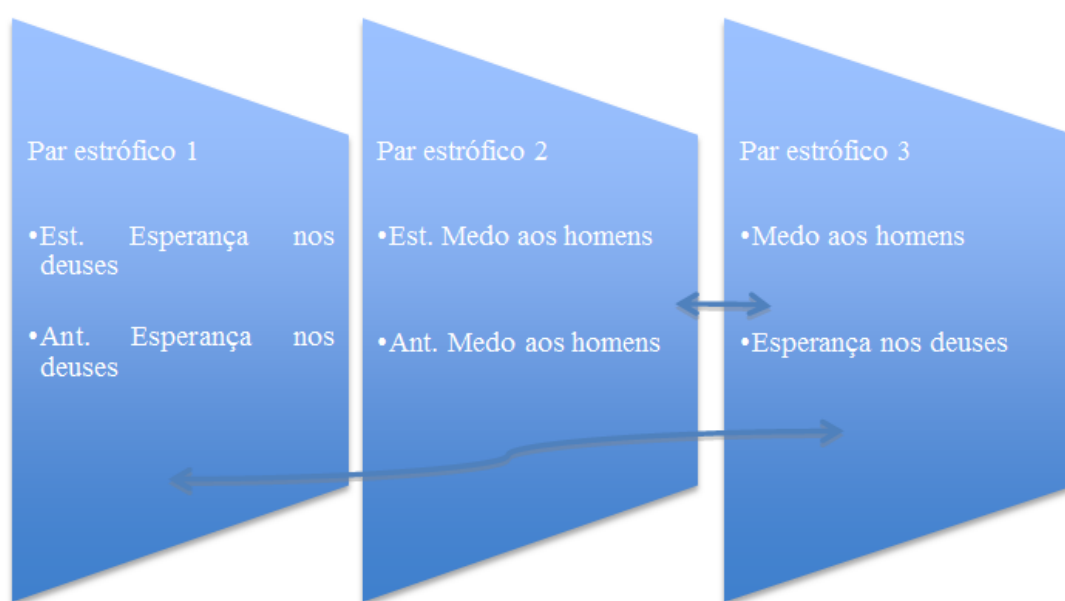 Par estrófico 1
•Est. Esperança nos
deuses
•Ant. Esperança nos
deuses
Par estrófico 2
•Est. Medo aos homens
•Ant. Medo aos homens
Par estrófico 3
•Medo aos homens
•Esperança nos deuses